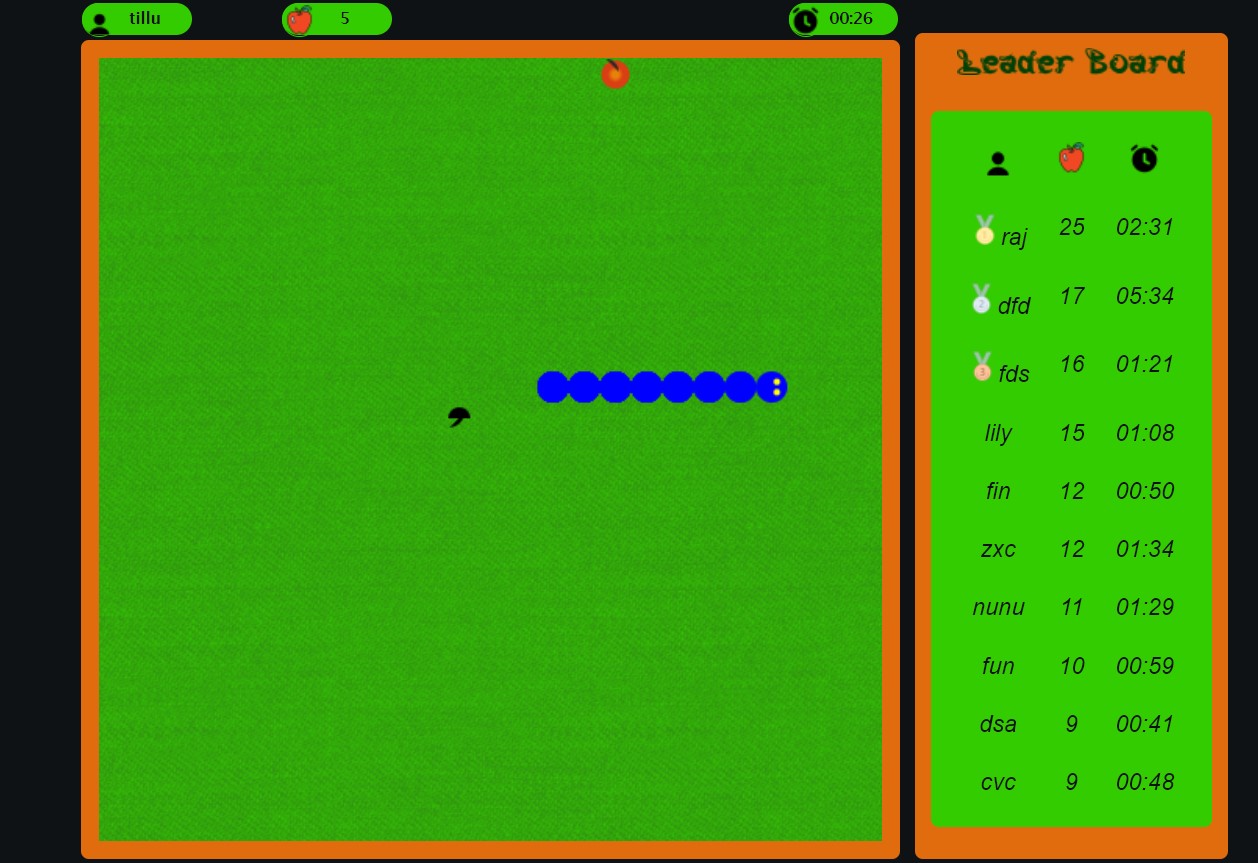 tillu 5 00:26
Leader Board
raj 25 02:31
dfd 17 05:34
fds 16 01:21
lily 15 01:08
fin 12 00:50
zxc 12 01:34
nunu 11 01:29
fun 10 00:59
dsa 9 00:41
cvc 9 00:48